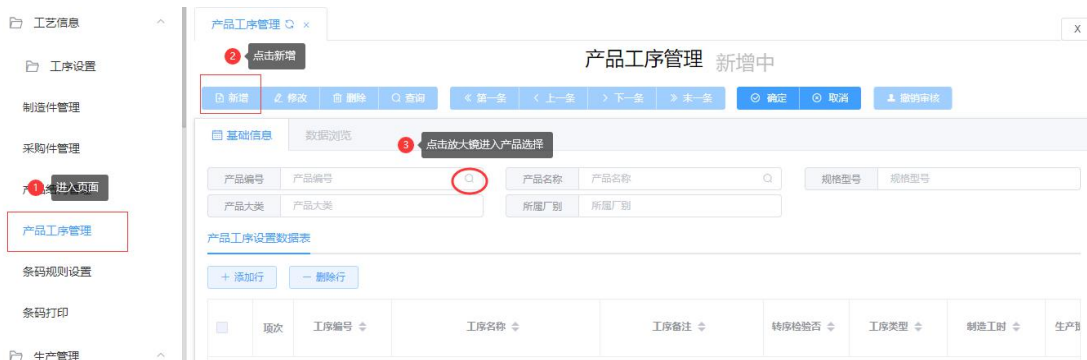 工艺信息
工序设置
制造件管理
采购件管理
1 进入页面
产品工序管理
条码规则设置
条码打印
生产管理
产品工序管理
X
2 点击新增
产品工序管理 新增中
新增 修改 删除 查询 第一条 上一条 下一条 末一条 确定 取消 撤销审核
基础信息 数据浏览
3 点击放大镜进入产品选择
产品编号 产品编号 产品名称 产品名称 规格型号 规格型号
产品大类 产品大类 所属厂别 所属厂别
产品工序设置数据表
+ 添加行 − 删除行
项次 工序编号 工序名称 工序备注 转序检验否 工序类型 制造工时 生产